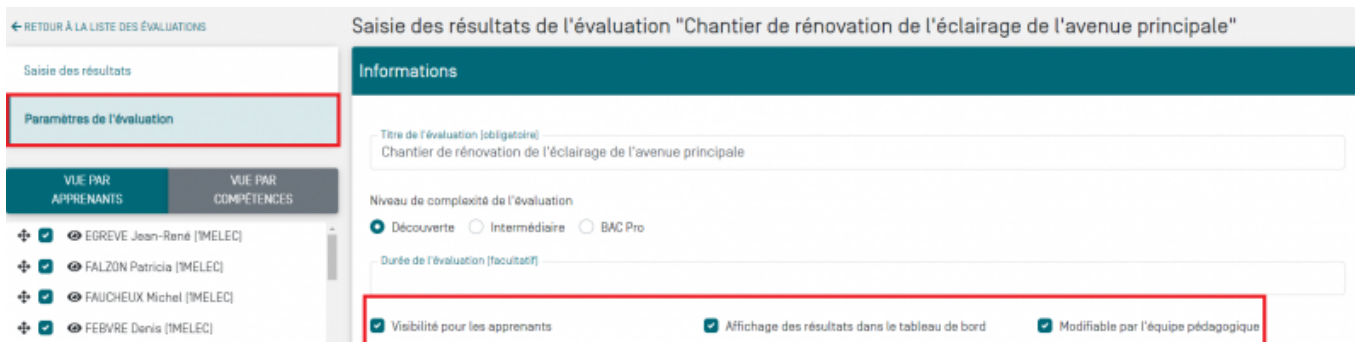 RETOUR À LA LISTE DES ÉVALUATIONS
Saisie des résultats de l'évaluation "Chantier de rénovation de l'éclairage de l'avenue principale"
Saisie des résultats
Paramètres de l'évaluation
VUE PAR APPRENANTS
VUE PAR COMPÉTENCES
EGREVE Jean-René (1MELEC)
FALZON Patricia (1MELEC)
FAUCHEUX Michel (1MELEC)
FEBVRE Denis (1MELEC)
Informations
Titre de l'évaluation (obligatoire)
Chantier de rénovation de l'éclairage de l'avenue principale
Niveau de complexité de l'évaluation
Découverte Intermédiaire BAC Pro
Durée de l'évaluation (facultatif)
Visibilité pour les apprenants Affichage des résultats dans le tableau de bord Modifiable par l'équipe pédagogique